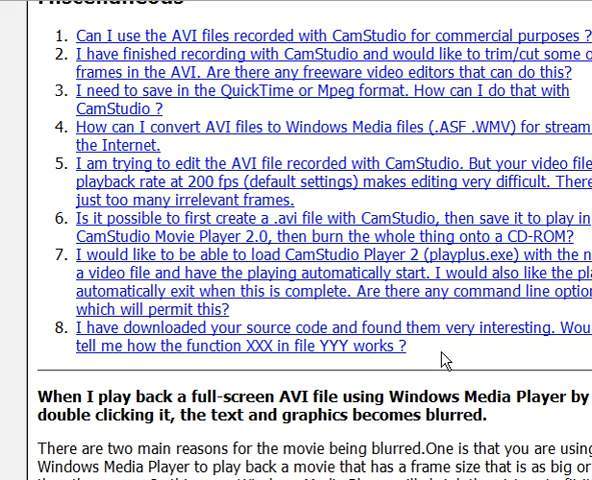 Miscellaneous
1. Can I use the AVI files recorded with CamStudio for commercial purposes ?
2. I have finished recording with CamStudio and would like to trim/cut some o
frames in the AVI. Are there any freeware video editors that can do this?
3. I need to save in the QuickTime or Mpeg format. How can I do that with
CamStudio ?
4. How can I convert AVI files to Windows Media files (.ASF .WMV) for stream
the Internet.
5. I am trying to edit the AVI file recorded with CamStudio. But your video file
playback rate at 200 fps (default settings) makes editing very difficult. There
just too many irrelevant frames.
6. Is it possible to first create a .avi file with CamStudio, then save it to play in
CamStudio Movie Player 2.0, then burn the whole thing onto a CD-ROM?
7. I would like to be able to load CamStudio Player 2 (playplus.exe) with the n
a video file and have the playing automatically start. I would also like the pla
automatically exit when this is complete. Are there any command line optio
which will permit this?
8. I have downloaded your source code and found them very interesting. Wou
tell me how the function XXX in file YYY works ?
When I play back a full-screen AVI file using Windows Media Player by
double clicking it, the text and graphics becomes blurred.
There are two main reasons for the movie being blurred.One is that you are using
Windows Media Player to play back a movie that has a frame size that is as big or